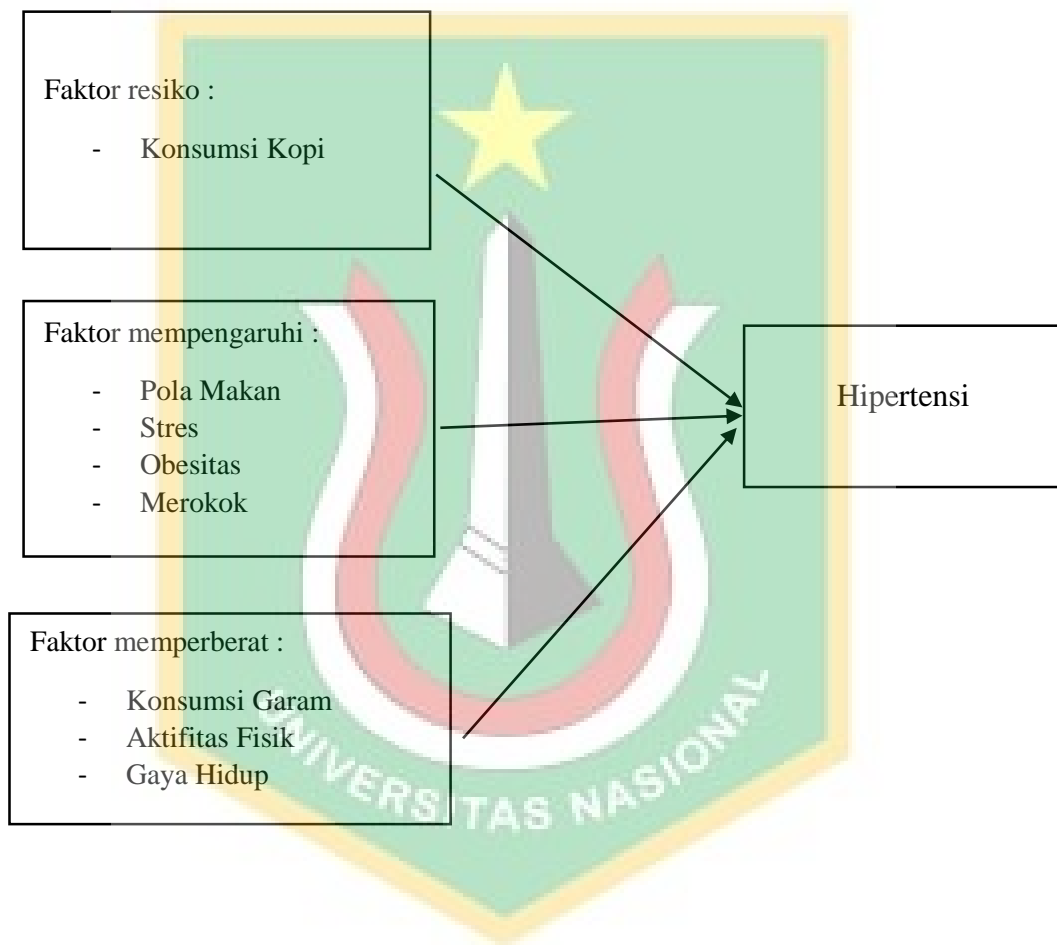 Faktor resiko :
- Konsumsi Kopi
Faktor mempengaruhi :
- Pola Makan
- Stres
- Obesitas
- Merokok
Hipertensi
Faktor memperberat :
- Konsumsi Garam
- Aktifitas Fisik
- Gaya Hidup
UNIVERSITAS NASIONAL